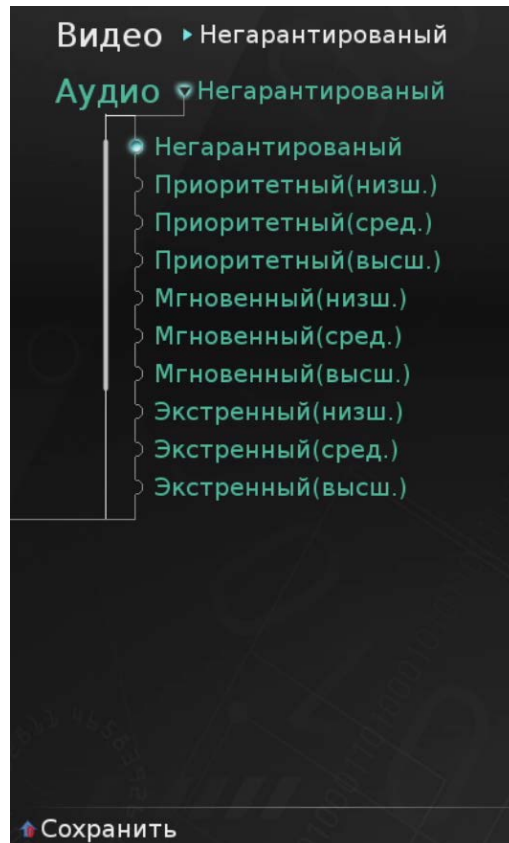 Видео Негарантированый
Аудио Негарантированый
Негарантированый
Приоритетный(низш.)
Приоритетный(сред.)
Приоритетный(высш.)
Мгновенный(низш.)
Мгновенный(сред.)
Мгновенный(высш.)
Экстренный(низш.)
Экстренный(сред.)
Экстренный(высш.)
Сохранить